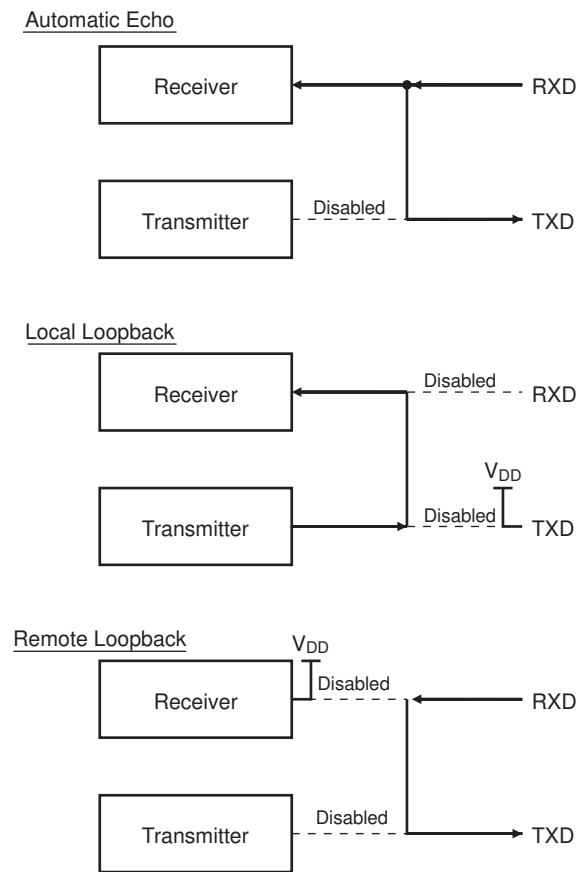 Automatic Echo
Receiver
RXD
Transmitter
Disabled
TXD
Local Loopback
Receiver
Disabled
RXD
VDD
Transmitter
Disabled
TXD
Remote Loopback
VDD
Receiver
Disabled
RXD
Transmitter
Disabled
TXD